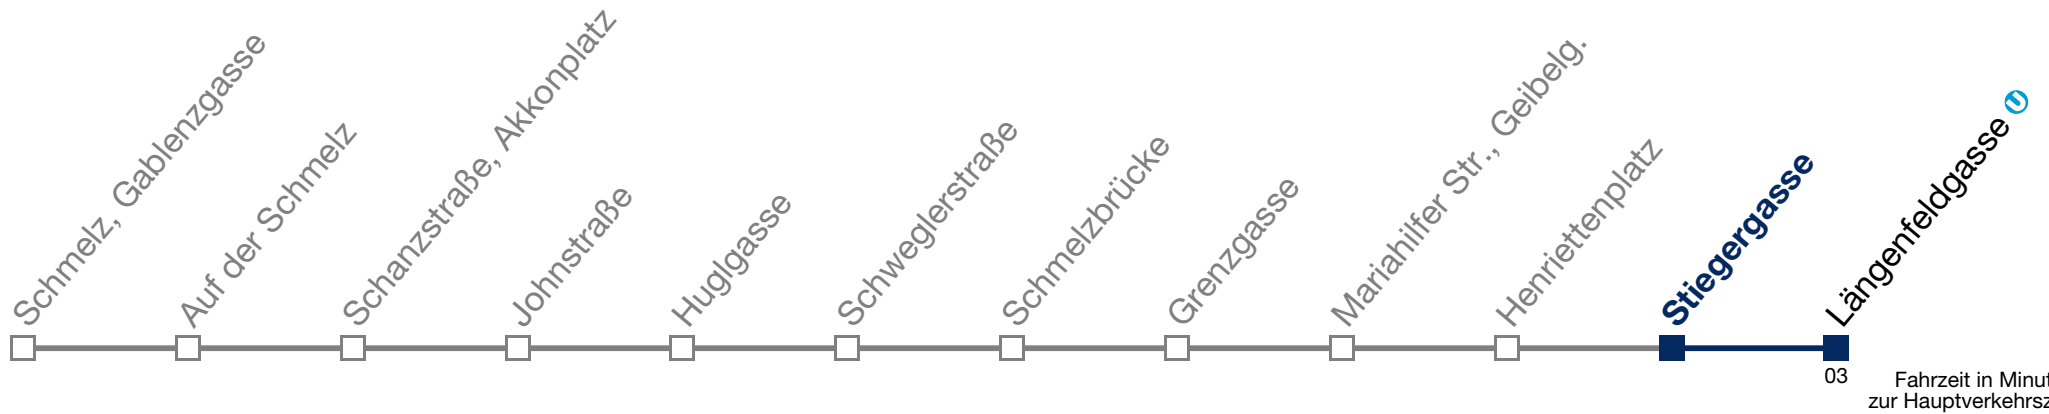 Schmelz, Gablenzgasse
Auf der Schmelz
Schanzstraße, Akkonplatz
Johnstraße
Huglgasse
Schweglerstraße
Schmelzbrücke
Grenzgasse
Mariahilfer Str., Geibelg.
Henriettenplatz
Stiegergasse
Längenfeldgasse U
03
Fahrzeit in Minut
zur Hauptverkehrsz